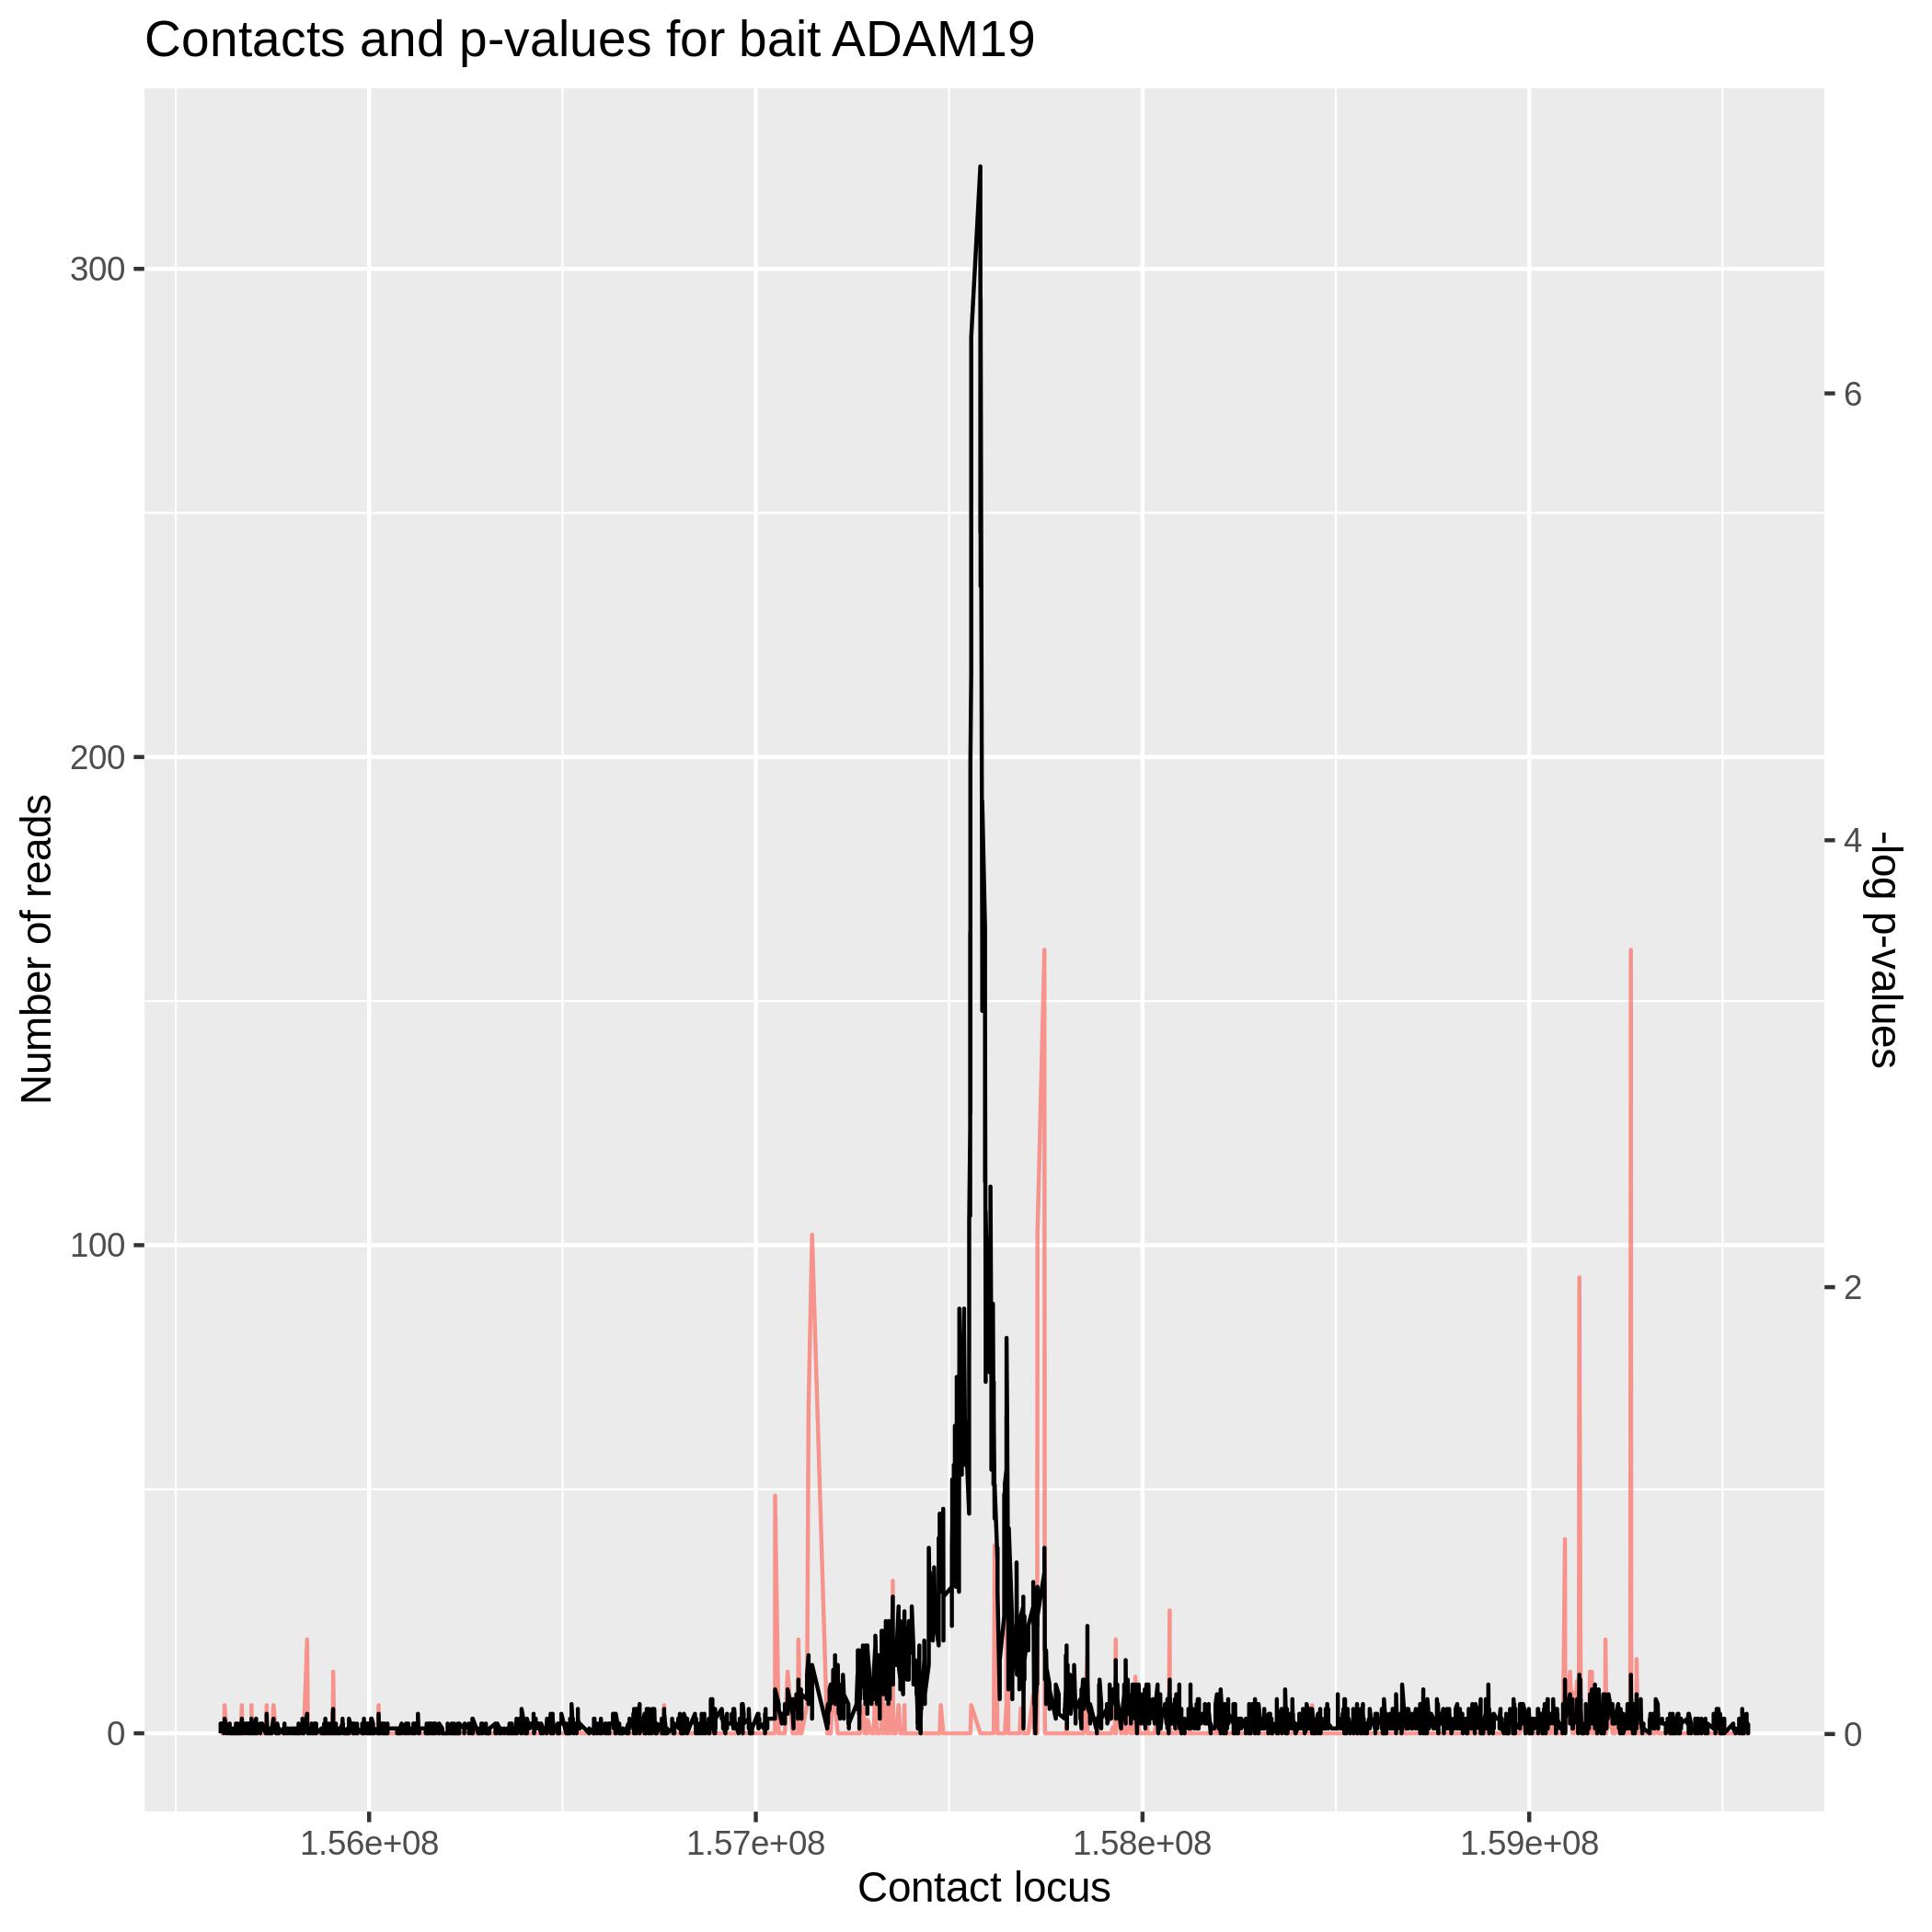 Contacts and p-values for bait ADAM19
Number of reads
300
200
100
0
6
4
2
0
-log p-values
1.56e+08
1.57e+08
1.58e+08
1.59e+08
Contact locus